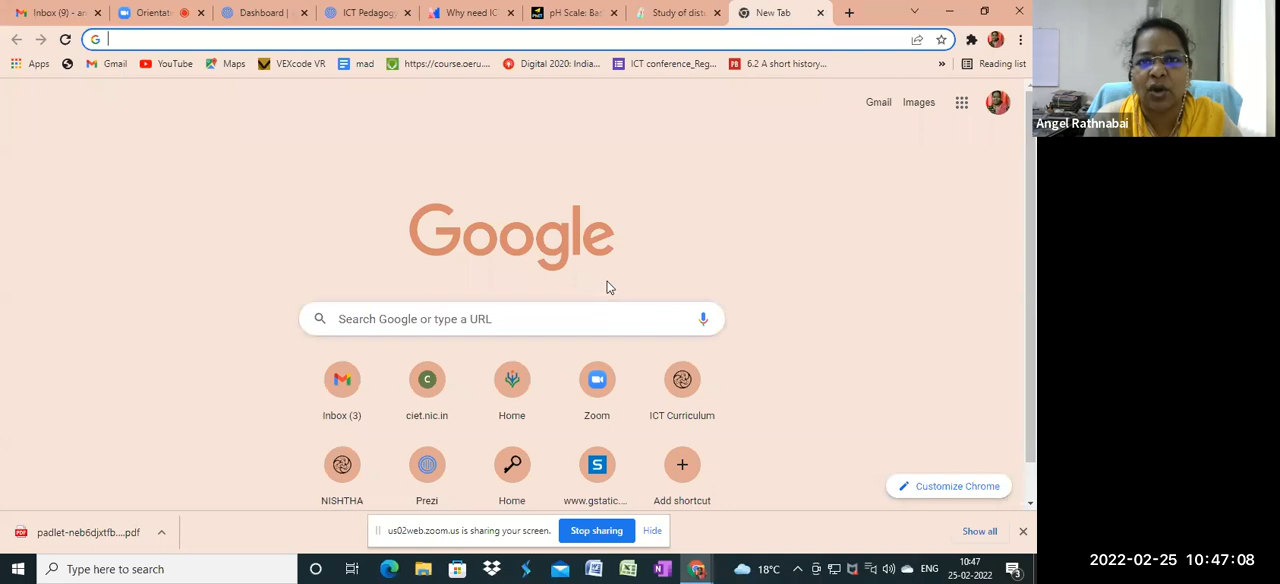 Inbox (9) - an
Orientati
Dashboard |
ICT Pedagogy
Why need IC
pH Scale: Ba
Study of dist
New Tab
Apps
Gmail
YouTube
Maps
VEXcode VR
mad
https://course.oeru....
Digital 2020: India...
ICT conference_Reg...
6.2 A short history...
»
Reading list
Gmail
Images
Angel Rathnabai
Google
Search Google or type a URL
Inbox (3)
ciet.nic.in
Home
Zoom
ICT Curriculum
NISHTHA
Prezi
Home
www.gstatic....
Add shortcut
Customize Chrome
padlet-neb6djxtfb....pdf
us02web.zoom.us is sharing your screen.
Stop sharing
Hide
Show all
Type here to search
18°C
ENG
10:47
25-02-2022
3
2022-02-25 10:47:08